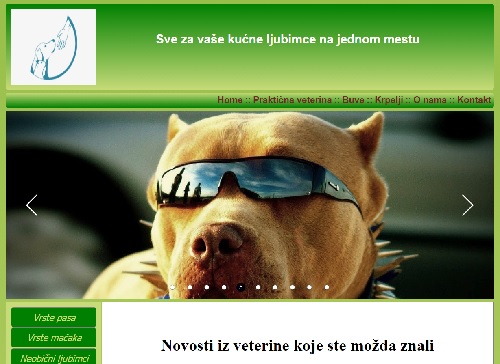 Sve za vaše kućne ljubimce na jednom mestu
Home :: Praktična veterina :: Buve :: Krpelji :: O nama :: Kontakt
Vrste pasa
Vrste mačaka
Neobični ljubimci
Novosti iz veterine koje ste možda znali